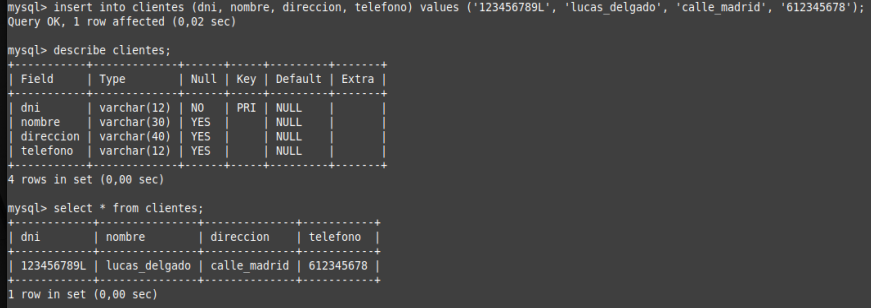 mysql> insert into clientes (dni, nombre, direccion, telefono) values ('123456789L', 'lucas_delgado', 'calle_madrid', '612345678');
Query OK, 1 row affected (0,02 sec)
mysql> describe clientes;
+-----------+-------------+------+-----+---------+-------+
| Field     | Type        | Null | Key | Default | Extra |
+-----------+-------------+------+-----+---------+-------+
| dni       | varchar(12) | NO   | PRI | NULL    |       |
| nombre    | varchar(30) | YES  |     | NULL    |       |
| direccion | varchar(40) | YES  |     | NULL    |       |
| telefono  | varchar(12) | YES  |     | NULL    |       |
+-----------+-------------+------+-----+---------+-------+
4 rows in set (0,00 sec)
mysql> select * from clientes;
+------------+---------------+--------------+-----------+
| dni        | nombre        | direccion    | telefono  |
+------------+---------------+--------------+-----------+
| 123456789L | lucas_delgado | calle_madrid | 612345678 |
+------------+---------------+--------------+-----------+
1 row in set (0,00 sec)